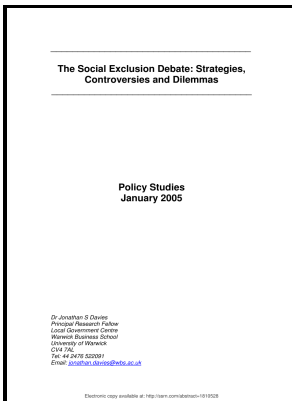 The Social Exclusion Debate: Strategies,
Controversies and Dilemmas
Policy Studies
January 2005
Dr Jonathan S Davies
Principal Research Fellow
Local Government Centre
Warwick Business School
University of Warwick
CV4 7AL
Tel: 44 2476 522091
Email: jonathan.davies@wbs.ac.uk
Electronic copy available at: http://ssrn.com/abstract=1810528